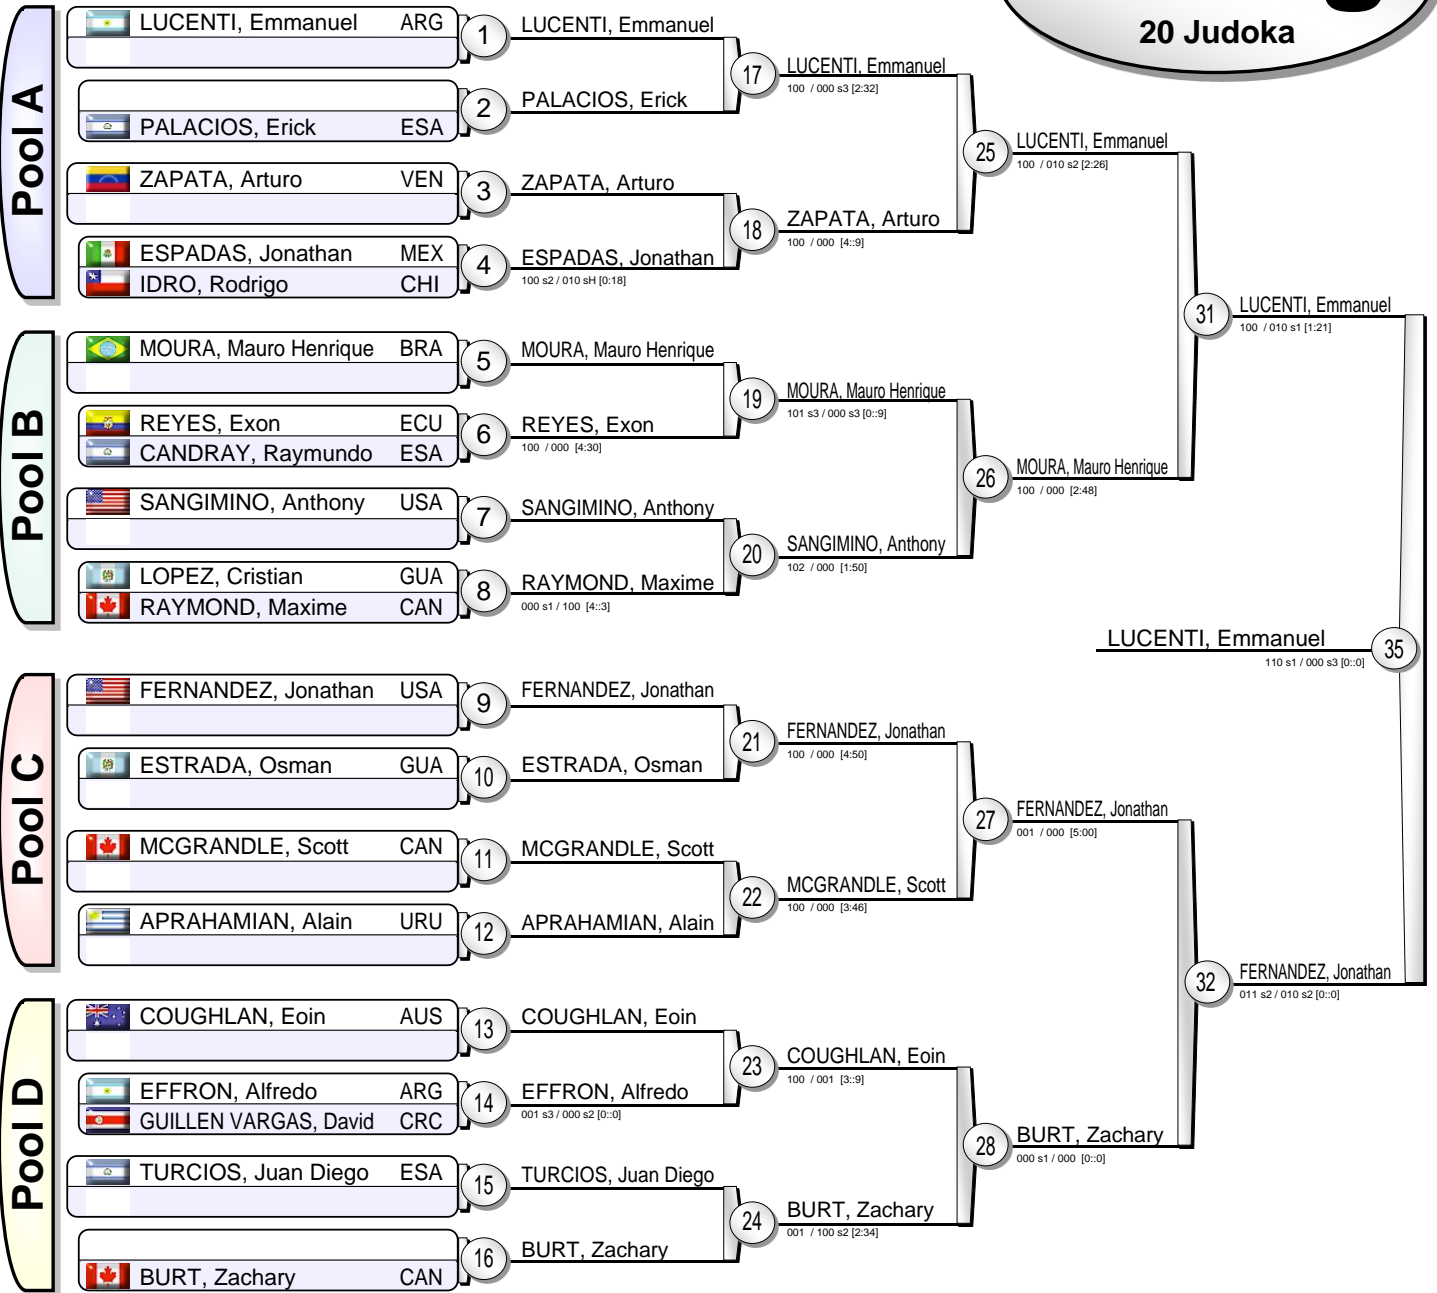 20 Judoka
Pool A
LUCENTI, Emmanuel ARG
1
LUCENTI, Emmanuel
2
PALACIOS, Erick ESA
PALACIOS, Erick
17
LUCENTI, Emmanuel
100 / 000 s3 [2:32]
ZAPATA, Arturo VEN
3
ZAPATA, Arturo
ESPADAS, Jonathan MEX
IDRO, Rodrigo CHI
4
ESPADAS, Jonathan
100 s2 / 010 sH [0:18]
18
ZAPATA, Arturo
100 / 000 [4::9]
25
LUCENTI, Emmanuel
100 / 010 s2 [2:26]
Pool B
MOURA, Mauro Henrique BRA
5
MOURA, Mauro Henrique
REYES, Exon ECU
CANDRAY, Raymundo ESA
6
REYES, Exon
100 / 000 [4:30]
19
MOURA, Mauro Henrique
101 s3 / 000 s3 [0::9]
SANGIMINO, Anthony USA
7
SANGIMINO, Anthony
LOPEZ, Cristian GUA
RAYMOND, Maxime CAN
8
RAYMOND, Maxime
000 s1 / 100 [4::3]
20
SANGIMINO, Anthony
102 / 000 [1:50]
26
MOURA, Mauro Henrique
100 / 000 [2:48]
31
LUCENTI, Emmanuel
100 / 010 s1 [1:21]
Pool C
FERNANDEZ, Jonathan USA
9
FERNANDEZ, Jonathan
ESTRADA, Osman GUA
10
ESTRADA, Osman
21
FERNANDEZ, Jonathan
100 / 000 [4:50]
MCGRANDLE, Scott CAN
11
MCGRANDLE, Scott
APRAHAMIAN, Alain URU
12
APRAHAMIAN, Alain
22
MCGRANDLE, Scott
100 / 000 [3:46]
27
FERNANDEZ, Jonathan
001 / 000 [5:00]
Pool D
COUGHLAN, Eoin AUS
13
COUGHLAN, Eoin
EFFRON, Alfredo ARG
GUILLEN VARGAS, David CRC
14
EFFRON, Alfredo
001 s3 / 000 s2 [0::0]
23
COUGHLAN, Eoin
100 / 001 [3::9]
TURCIOS, Juan Diego ESA
15
TURCIOS, Juan Diego
BURT, Zachary CAN
16
BURT, Zachary
24
BURT, Zachary
001 / 100 s2 [2:34]
28
BURT, Zachary
000 s1 / 000 [0::0]
32
FERNANDEZ, Jonathan
011 s2 / 010 s2 [0::0]
LUCENTI, Emmanuel
110 s1 / 000 s3 [0::0]
35